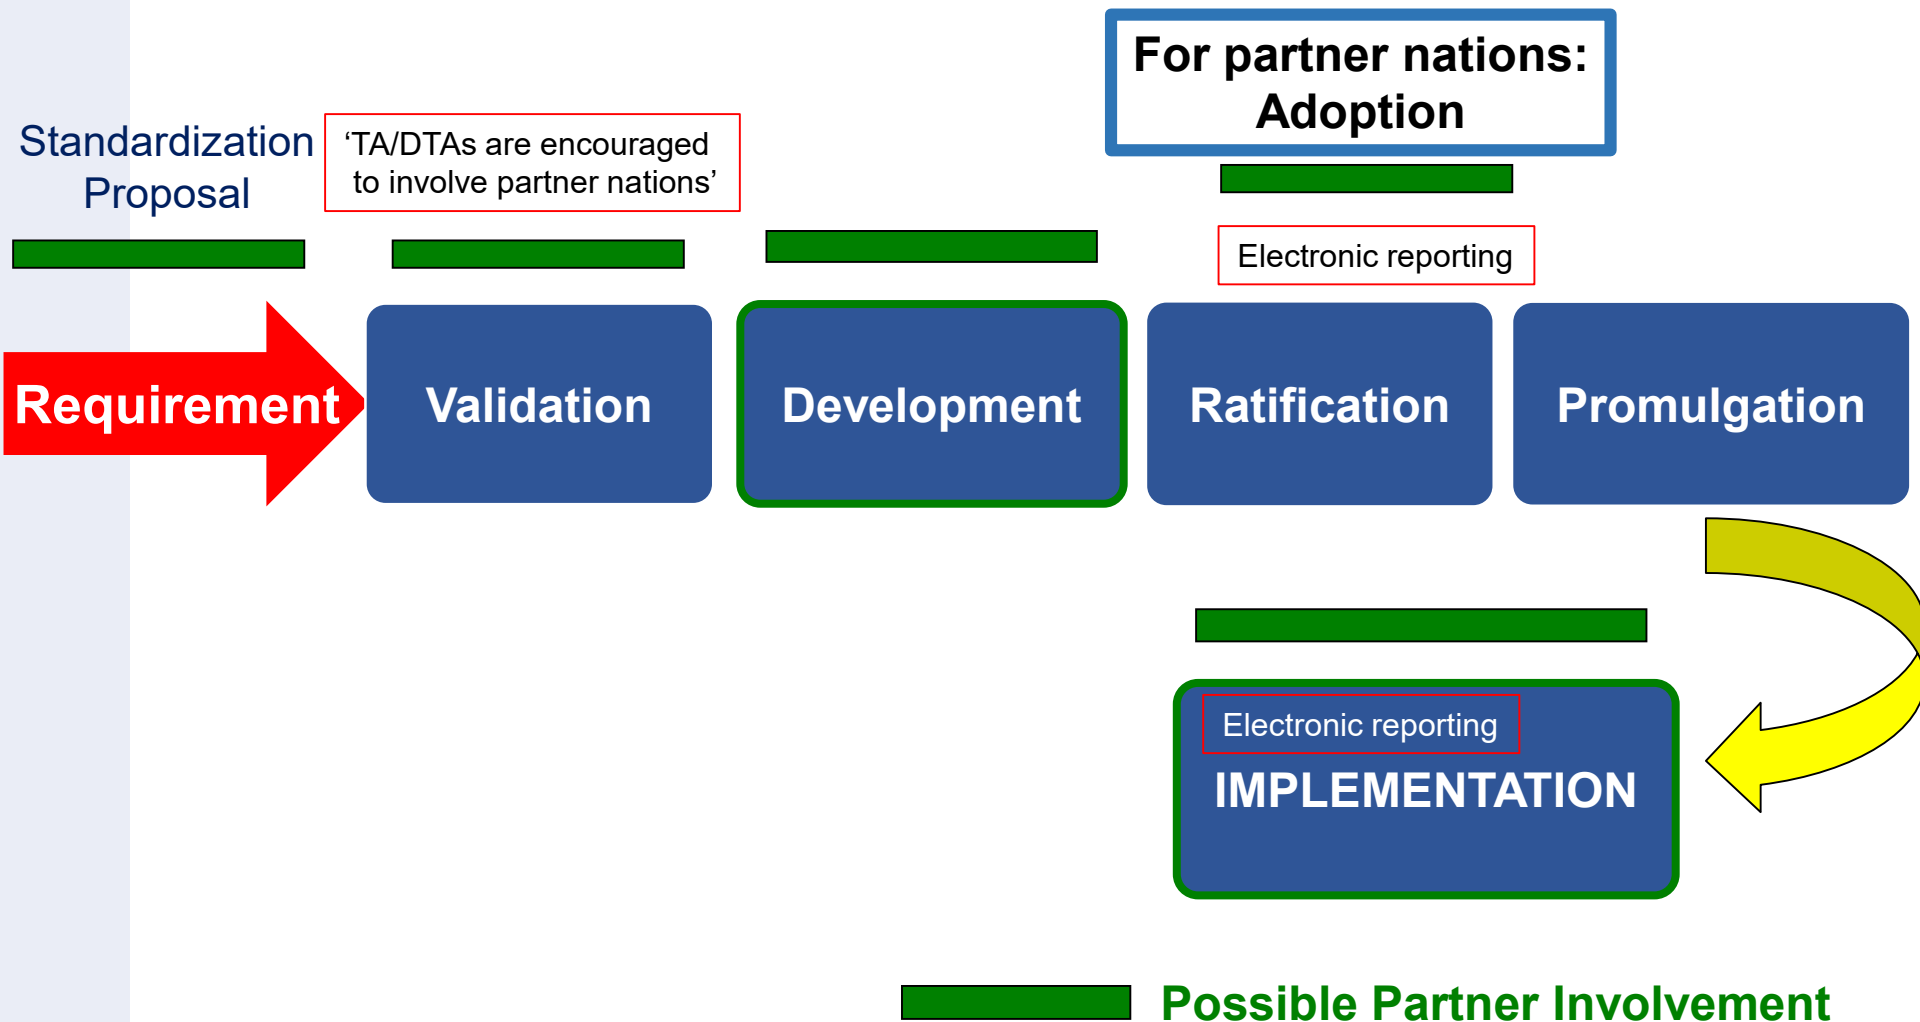 For partner nations:
Adoption
Standardization
Proposal
‘TA/DTAs are encouraged
to involve partner nations’
Electronic reporting
Requirement
Validation
Development
Ratification
Promulgation
Electronic reporting
IMPLEMENTATION
Possible Partner Involvement